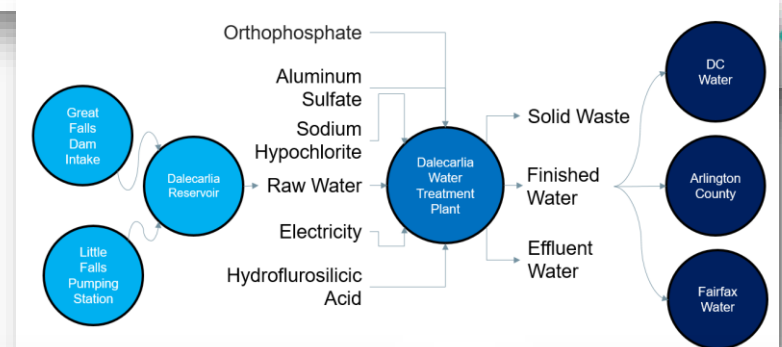 Great
Falls
Dam
Intake
Little
Falls
Pumping
Station
Dalecarlia
Reservoir
Orthophosphate
Aluminum
Sulfate
Sodium
Hypochlorite
Raw Water
Electricity
Hydroflurosilicic
Acid
Dalecarlia
Water
Treatment
Plant
Solid Waste
Finished
Water
Effluent
Water
DC
Water
Arlington
County
Fairfax
Water